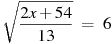 √((2x + 54)/13) = 6